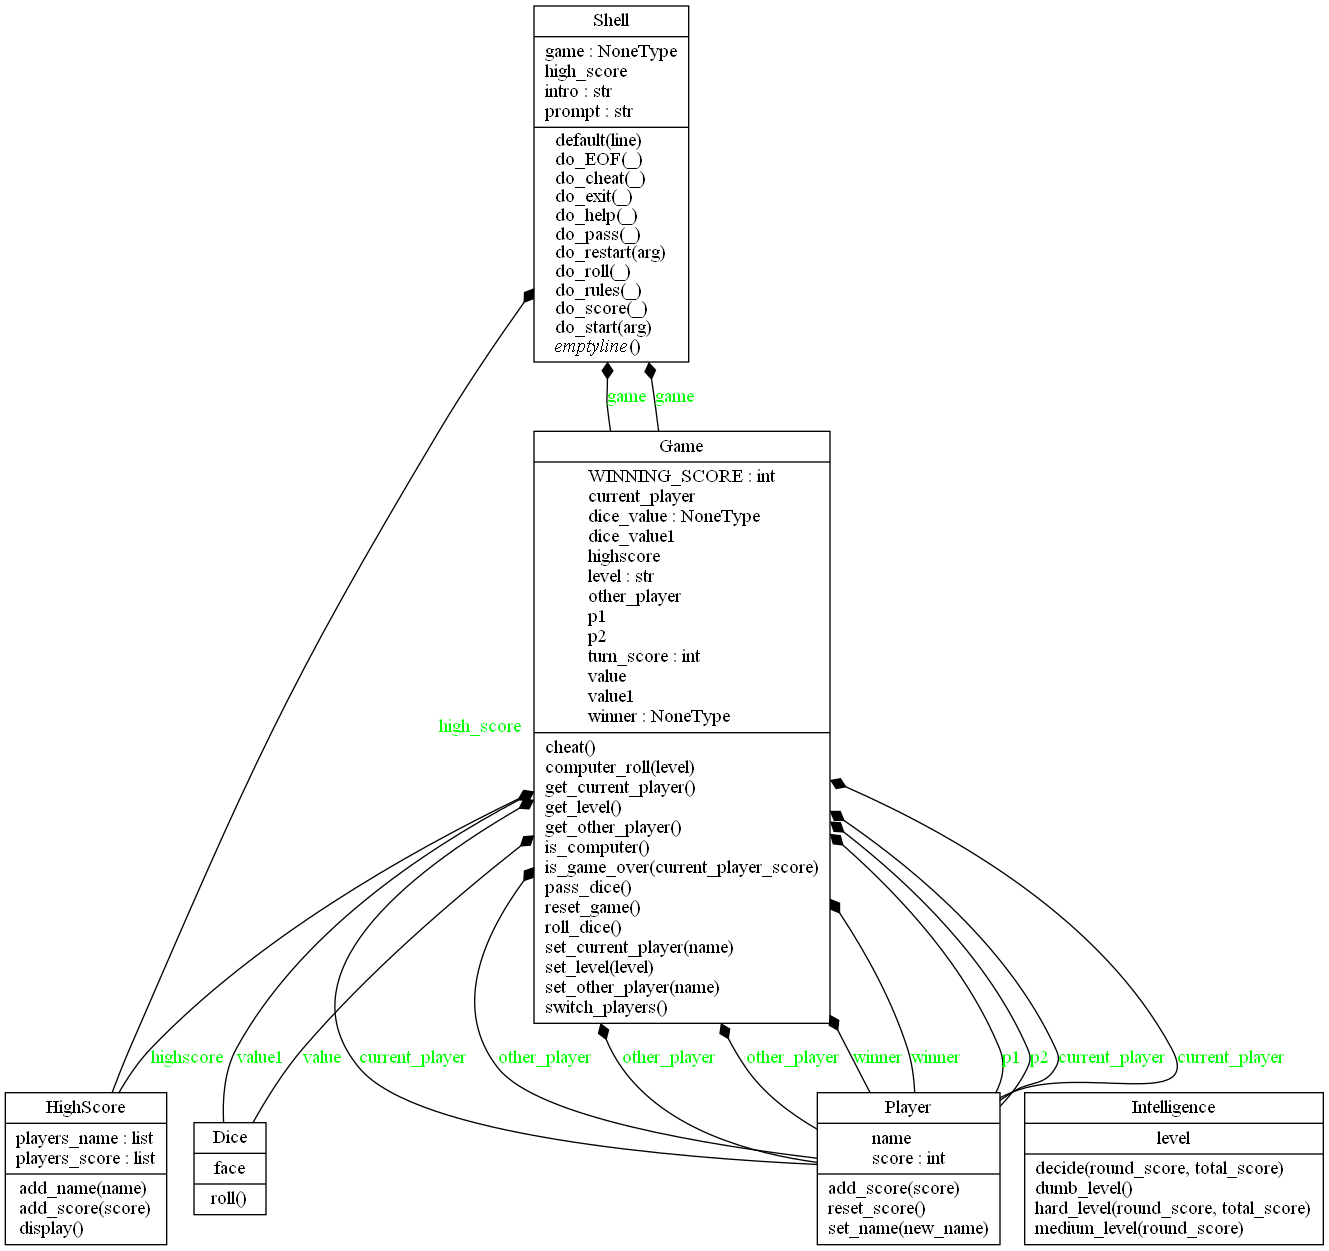 Shell
game : NoneType
high_score
intro : str
prompt : str
default(line)
do_EOF(_)
do_cheat(_)
do_exit(_)
do_help(_)
do_pass(_)
do_restart(arg)
do_roll(_)
do_rules(_)
do_score(_)
do_start(arg)
emptyline()
game game
Game
WINNING_SCORE : int
current_player
dice_value : NoneType
dice_value1
highscore
level : str
other_player
p1
p2
turn_score : int
value
value1
winner : NoneType
high_score
cheat()
computer_roll(level)
get_current_player()
get_level()
get_other_player()
is_computer()
is_game_over(current_player_score)
pass_dice()
reset_game()
roll_dice()
set_current_player(name)
set_level(level)
set_other_player(name)
switch_players()
highscore value1 value current_player other_player other_player other_player winner winner p1 p2 current_player current_player
HighScore
players_name : list
players_score : list
add_name(name)
add_score(score)
display()
Dice
face
roll()
Player
name
score : int
add_score(score)
reset_score()
set_name(new_name)
Intelligence
level
decide(round_score, total_score)
dumb_level()
hard_level(round_score, total_score)
medium_level(round_score)